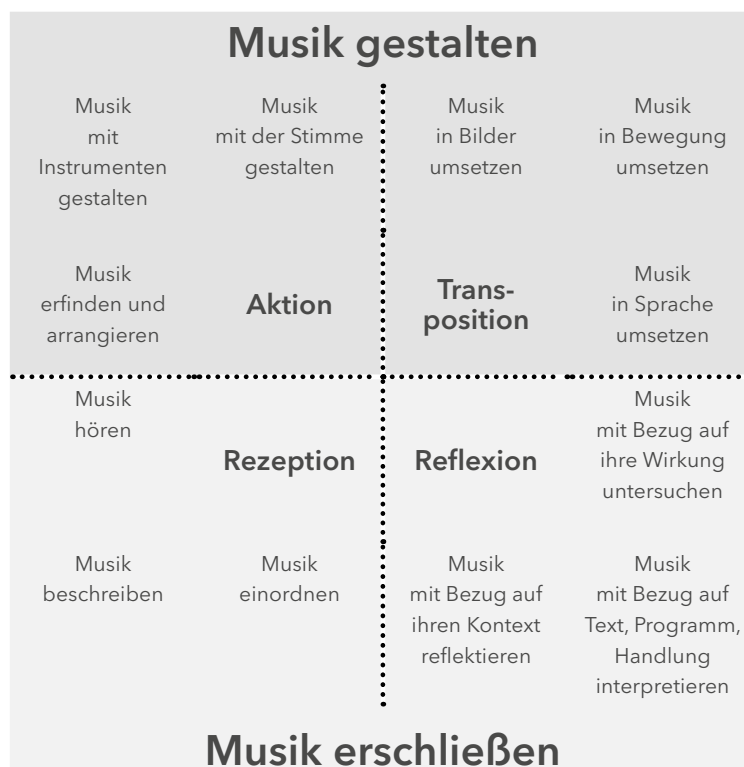 Musik gestalten
Musik
mit
Instrumenten
gestalten
Musik
mit der Stimme
gestalten
Musik
in Bilder
umsetzen
Musik
in Bewegung
umsetzen
Musik
erfinden und
arrangieren
Aktion
Trans-
position
Musik
in Sprache
umsetzen
Musik
hören
Rezeption
Reflexion
Musik
mit Bezug auf
ihre Wirkung
untersuchen
Musik
beschreiben
Musik
einordnen
Musik
mit Bezug auf
ihren Kontext
reflektieren
Musik
mit Bezug auf
Text, Programm,
Handlung
interpretieren
Musik erschließen